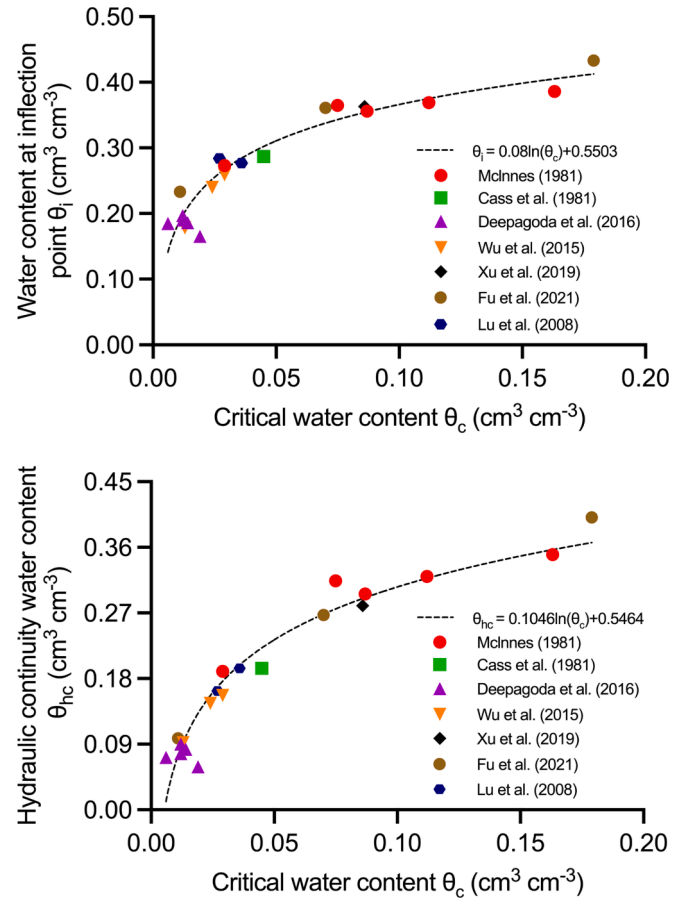 Water content at inflection
point θi (cm³ cm⁻³)
0.50
0.40
0.30
0.20
0.10
0.00
0.00 0.05 0.10 0.15 0.20
Critical water content θc (cm³ cm⁻³)
θi = 0.08ln(θc)+0.5503
McInnes (1981)
Cass et al. (1981)
Deepagoda et al. (2016)
Wu et al. (2015)
Xu et al. (2019)
Fu et al. (2021)
Lu et al. (2008)
Hydraulic continuity water content
θhc (cm³ cm⁻³)
0.45
0.36
0.27
0.18
0.09
0.00
0.00 0.05 0.10 0.15 0.20
Critical water content θc (cm³ cm⁻³)
θhc = 0.1046ln(θc)+0.5464
McInnes (1981)
Cass et al. (1981)
Deepagoda et al. (2016)
Wu et al. (2015)
Xu et al. (2019)
Fu et al. (2021)
Lu et al. (2008)